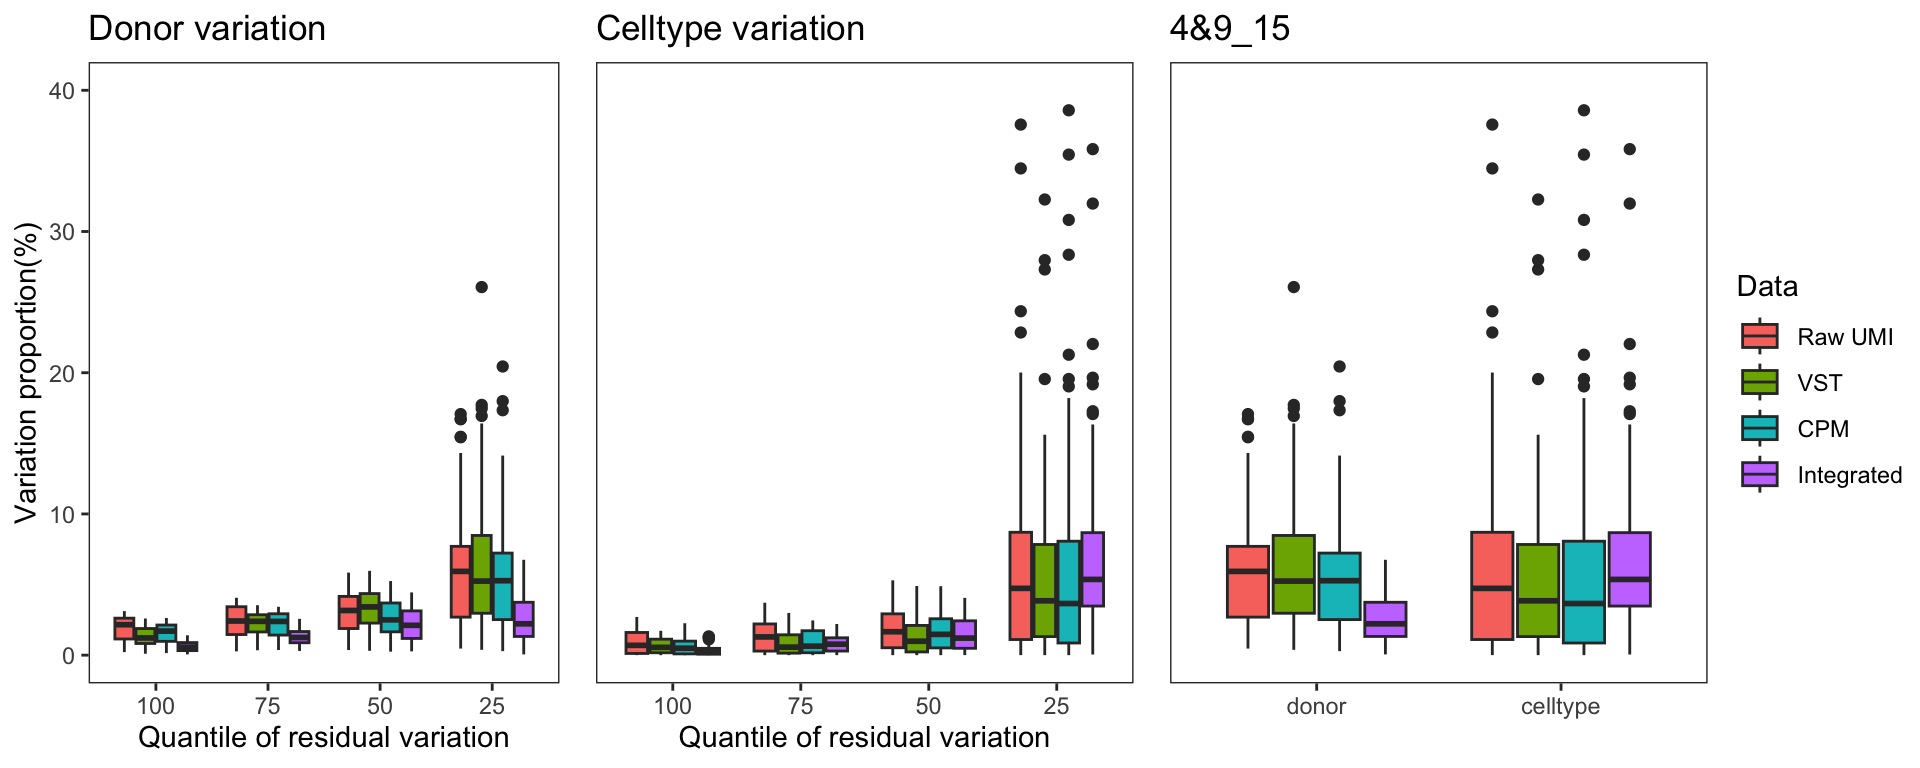 Donor variation
Celltype variation
4&9_15
Variation proportion(%)
40
30
20
10
0
100 75 50 25
Quantile of residual variation
100 75 50 25
Quantile of residual variation
donor celltype
Data
Raw UMI
VST
CPM
Integrated